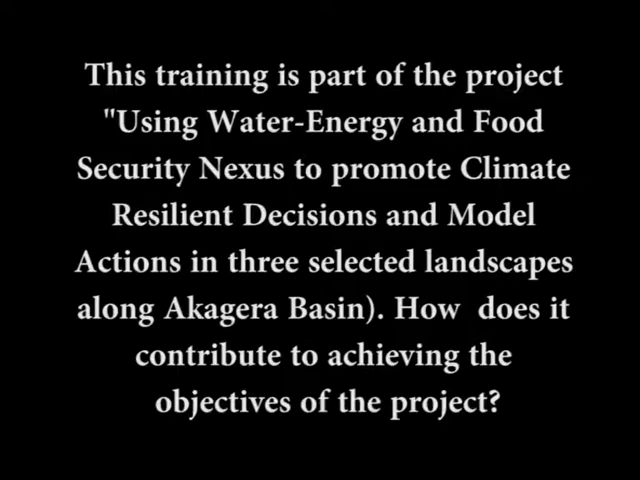 This training is part of the project
"Using Water-Energy and Food
Security Nexus to promote Climate
Resilient Decisions and Model
Actions in three selected landscapes
along Akagera Basin). How  does it
contribute to achieving the
objectives of the project?